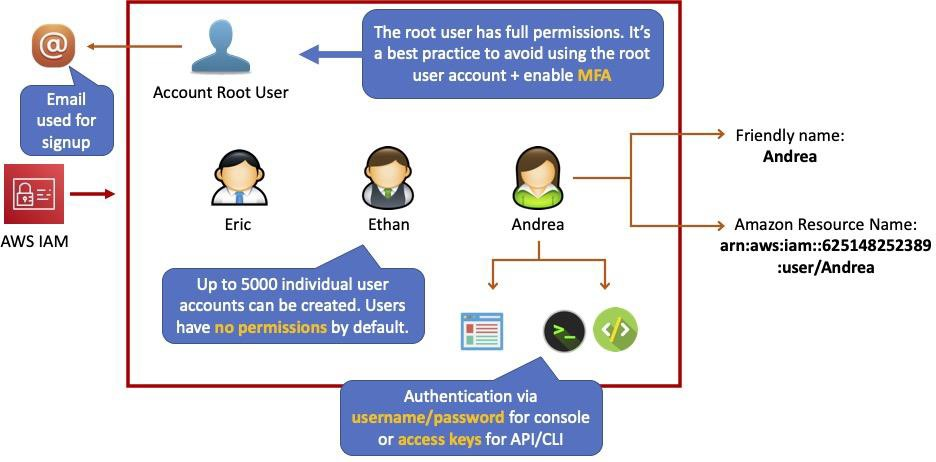 @
Account Root User
The root user has full permissions. It's
a best practice to avoid using the root
user account + enable MFA
Email
used for
signup
AWS IAM
Eric
Ethan
Andrea
Friendly name:
Andrea
Amazon Resource Name:
arn:aws:iam::625148252389
:user/Andrea
Up to 5000 individual user
accounts can be created. Users
have no permissions by default.
>_
</>
Authentication via
username/password for console
or access keys for API/CLI